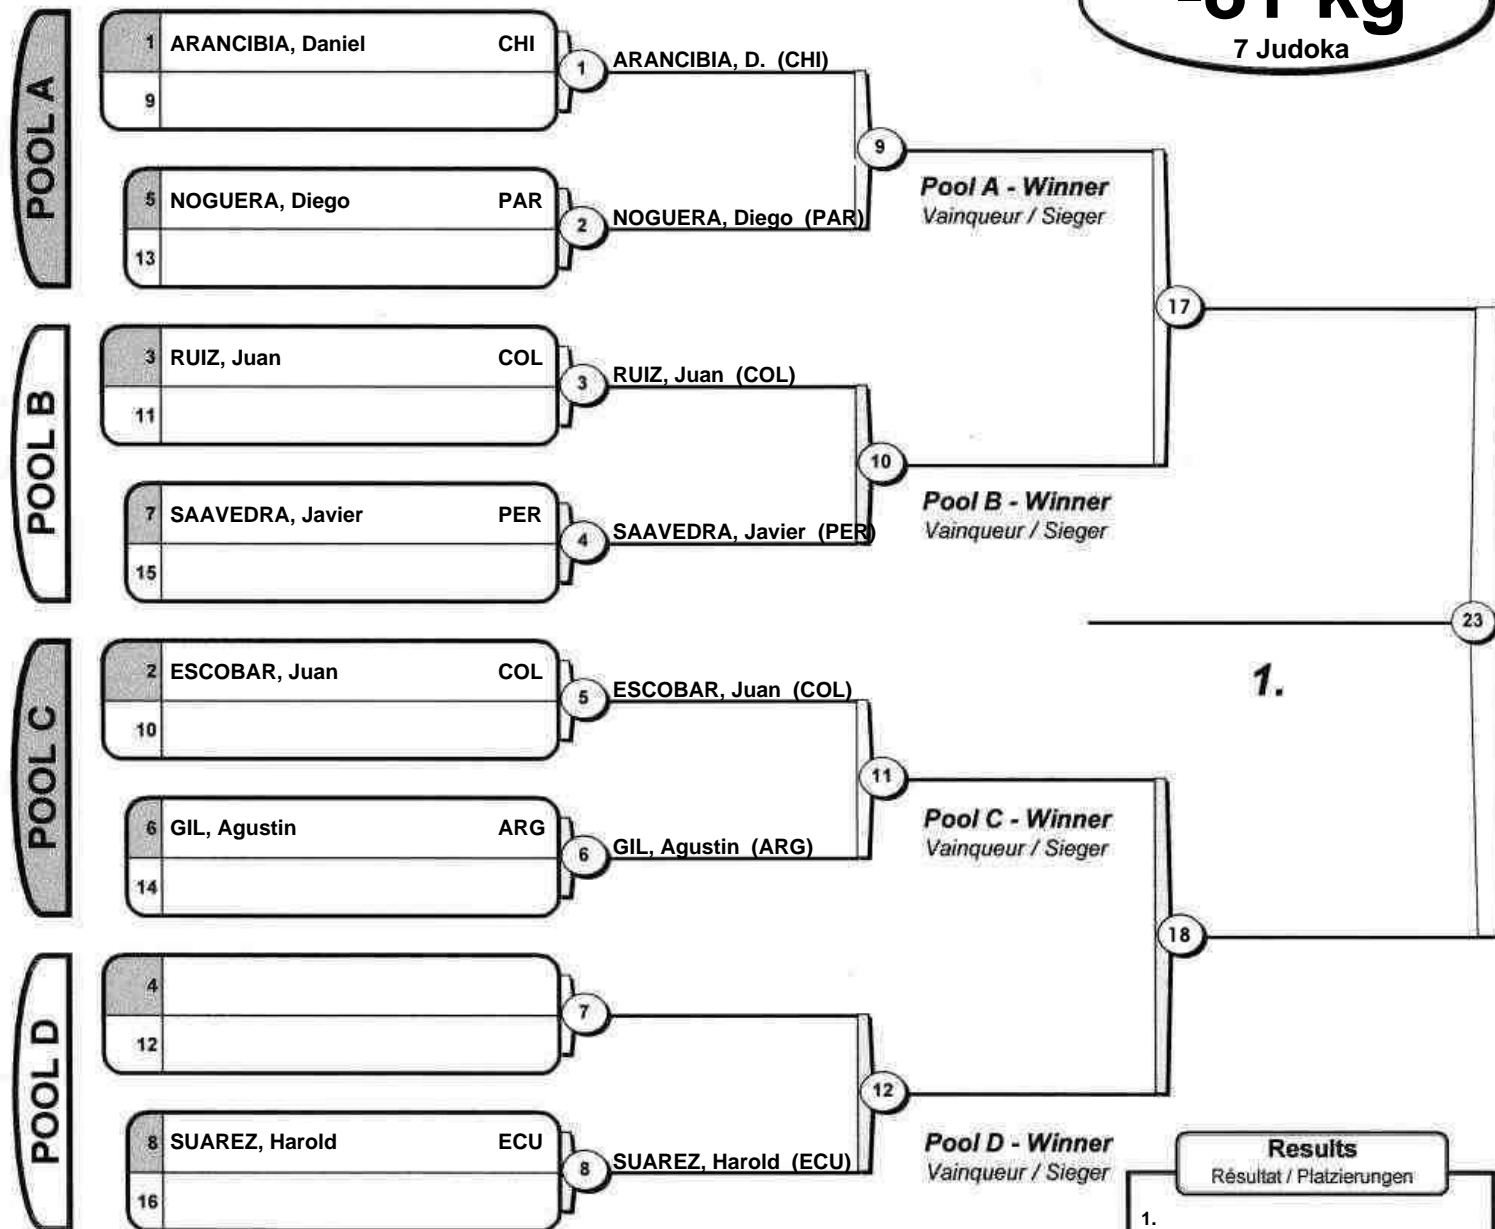 -81 kg
7 Judoka
POOL A
1 ARANCIBIA, Daniel CHI
9
1 ARANCIBIA, D. (CHI)
5 NOGUERA, Diego PAR
13
2 NOGUERA, Diego (PAR)
9
Pool A - Winner
Vainqueur / Sieger
17
POOL B
3 RUIZ, Juan COL
11
3 RUIZ, Juan (COL)
7 SAAVEDRA, Javier PER
15
4 SAAVEDRA, Javier (PER)
10
Pool B - Winner
Vainqueur / Sieger
23
1.
POOL C
2 ESCOBAR, Juan COL
10
5 ESCOBAR, Juan (COL)
6 GIL, Agustin ARG
14
6 GIL, Agustin (ARG)
11
Pool C - Winner
Vainqueur / Sieger
18
POOL D
4
12
7
8 SUAREZ, Harold ECU
16
8 SUAREZ, Harold (ECU)
12
Pool D - Winner
Vainqueur / Sieger
Results
Résultat / Platzierungen
1.